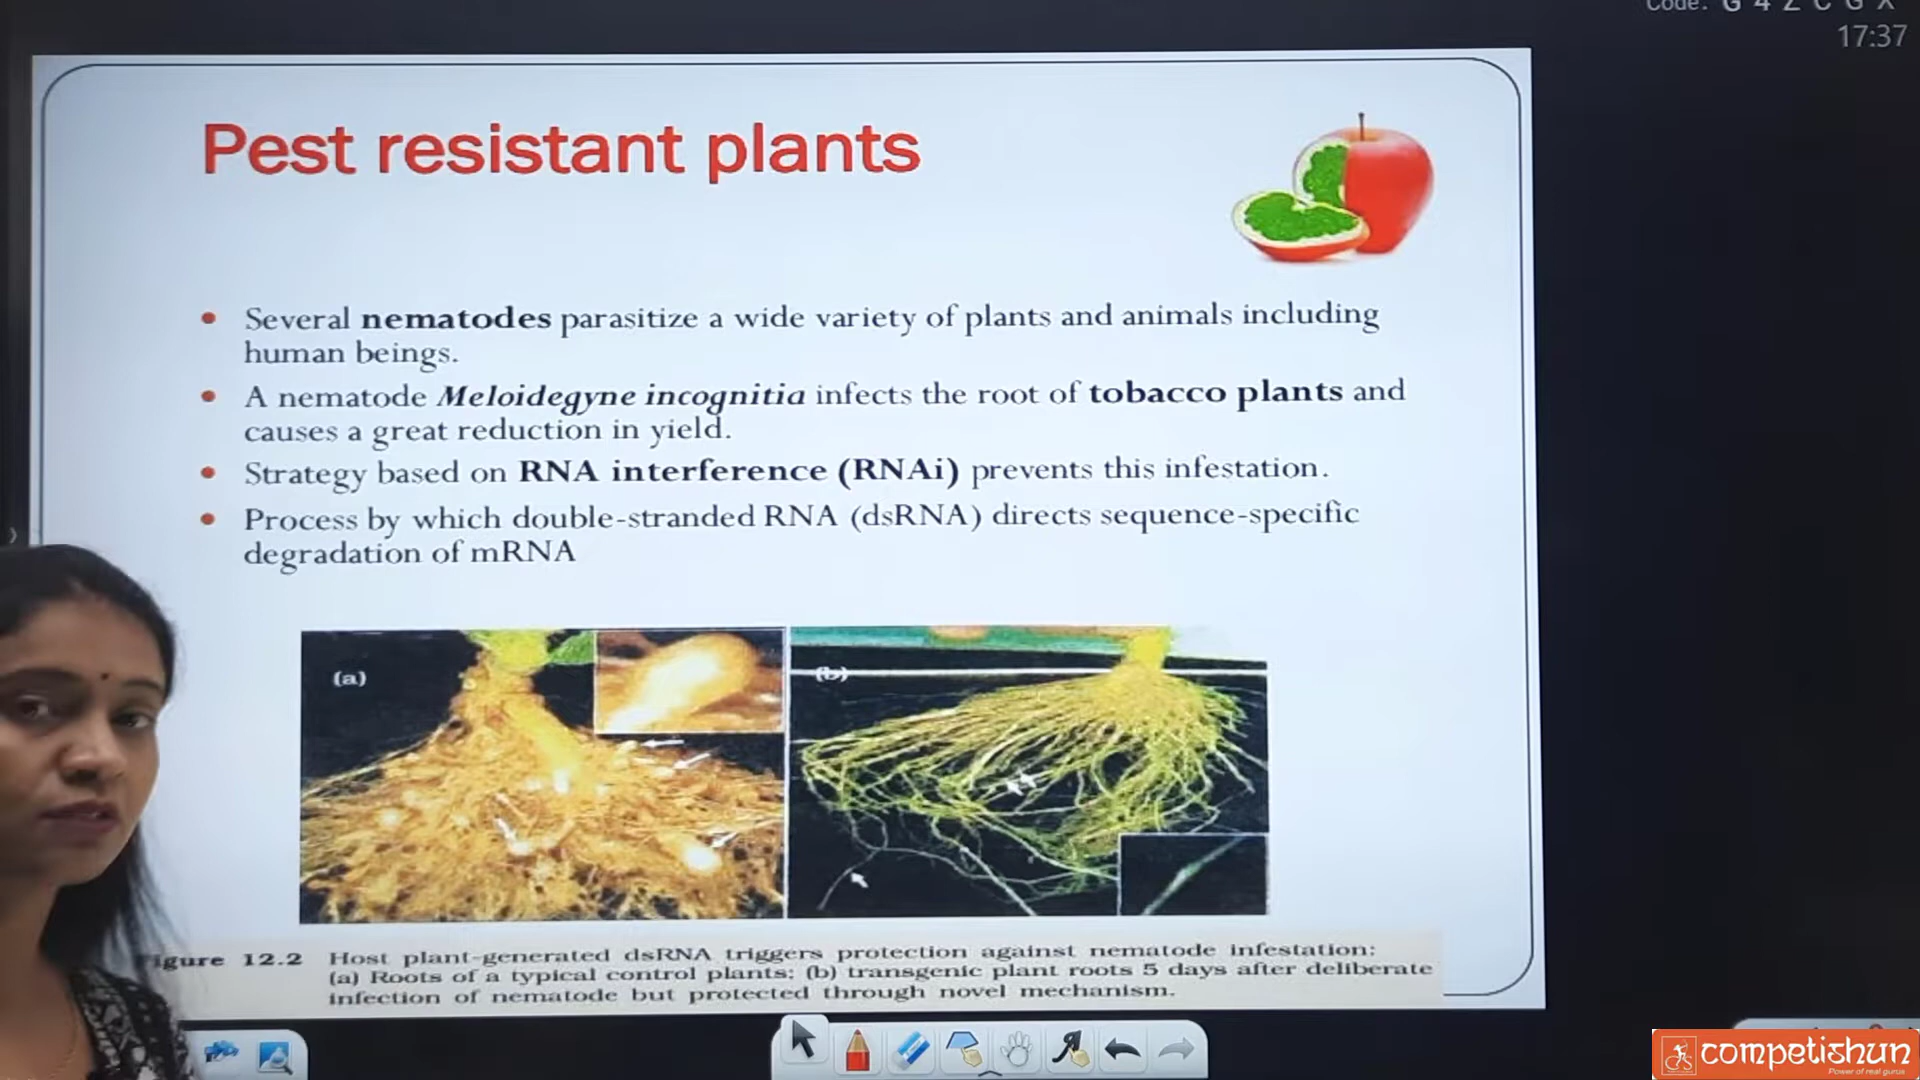 Code: G 4 Z C G X
17:37
Pest resistant plants
• Several nematodes parasitize a wide variety of plants and animals including
human beings.
• A nematode Meloidegyne incognitia infects the root of tobacco plants and
causes a great reduction in yield.
• Strategy based on RNA interference (RNAi) prevents this infestation.
• Process by which double-stranded RNA (dsRNA) directs sequence-specific
degradation of mRNA
(a)
(b)
Figure 12.2 Host plant-generated dsRNA triggers protection against nematode infestation:
(a) Roots of a typical control plants; (b) transgenic plant roots 5 days after deliberate
infection of nematode but protected through novel mechanism.
competishun
Power of real gurus